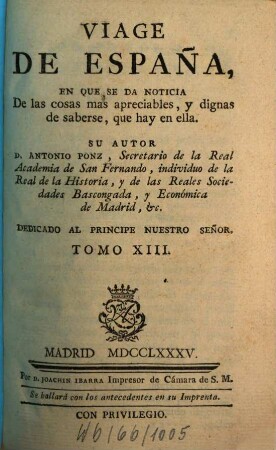 VIAGE
DE ESPAÑA,
EN QUE SE DA NOTICIA
De las cosas mas apreciables, y dignas
de saberse, que hay en ella.
SU AUTOR
D. ANTONIO PONZ, Secretario de la Real
Academia de San Fernando, individuo de la
Real de la Historia, y de las Reales Socie-
dades Bascongada, y Económica
de Madrid, &c.
DEDICADO AL PRINCIPE NUESTRO SEÑOR.
TOMO XIII.
MADRID MDCCLXXXV.
Por D. JOACHIN IBARRA Impresor de Cámara de S. M.
Se hallará con los antecedentes en su Imprenta.
CON PRIVILEGIO.
Wb/66/1005